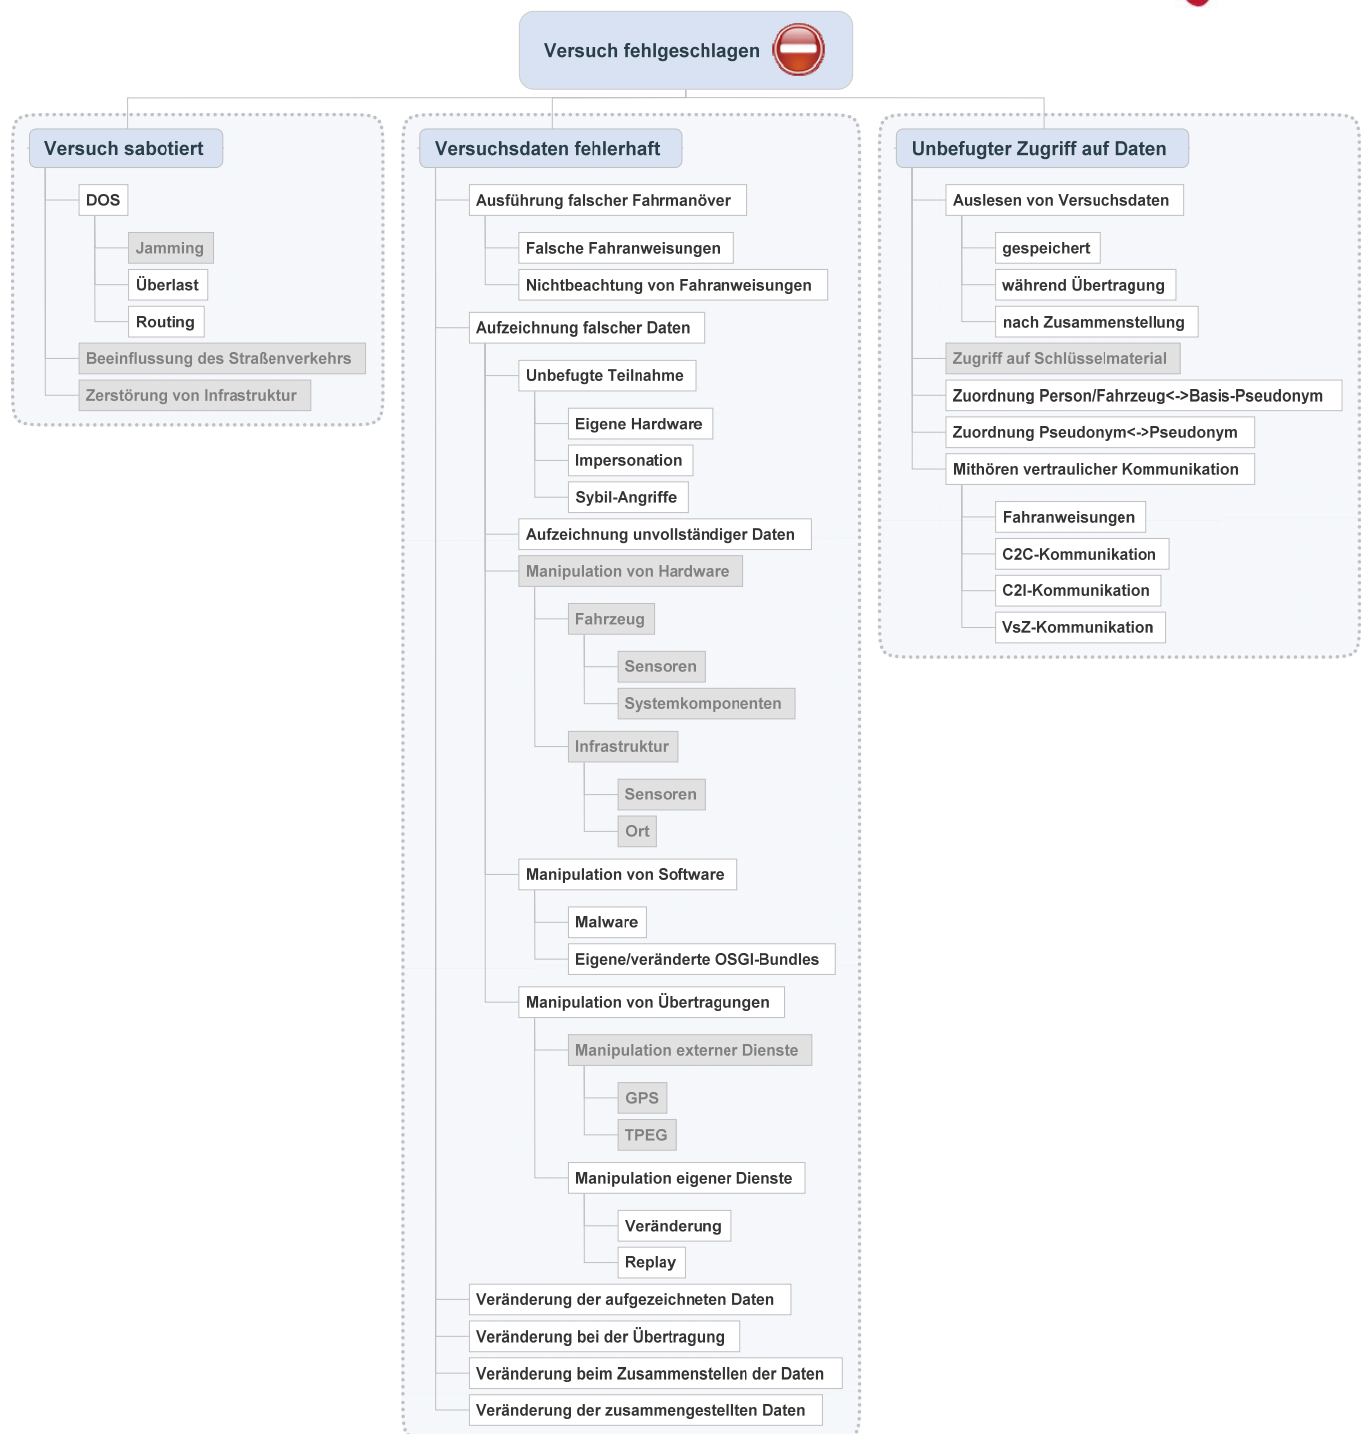 Versuch fehlgeschlagen
Versuch sabotiert
DOS
Jamming
Überlast
Routing
Beeinflussung des Straßenverkehrs
Zerstörung von Infrastruktur
Versuchsdaten fehlerhaft
Ausführung falscher Fahrmanöver
Falsche Fahranweisungen
Nichtbeachtung von Fahranweisungen
Aufzeichnung falscher Daten
Unbefugte Teilnahme
Eigene Hardware
Impersonation
Sybil-Angriffe
Aufzeichnung unvollständiger Daten
Manipulation von Hardware
Fahrzeug
Sensoren
Systemkomponenten
Infrastruktur
Sensoren
Ort
Manipulation von Software
Malware
Eigene/veränderte OSGI-Bundles
Manipulation von Übertragungen
Manipulation externer Dienste
GPS
TPEG
Manipulation eigener Dienste
Veränderung
Replay
Veränderung der aufgezeichneten Daten
Veränderung bei der Übertragung
Veränderung beim Zusammenstellen der Daten
Veränderung der zusammengestellten Daten
Unbefugter Zugriff auf Daten
Auslesen von Versuchsdaten
gespeichert
während Übertragung
nach Zusammenstellung
Zugriff auf Schlüsselmaterial
Zuordnung Person/Fahrzeug<->Basis-Pseudonym
Zuordnung Pseudonym<->Pseudonym
Mithören vertraulicher Kommunikation
Fahranweisungen
C2C-Kommunikation
C2I-Kommunikation
VsZ-Kommunikation